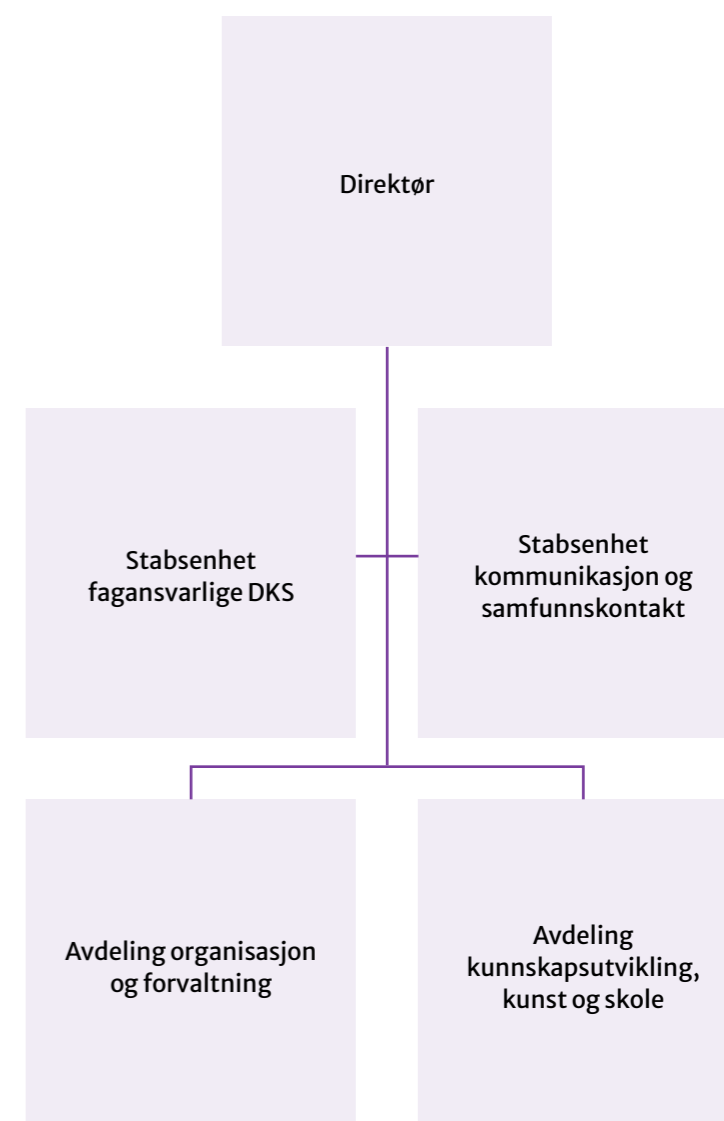 Direktør
Stabsenhet
fagansvarlige DKS
Stabsenhet
kommunikasjon og
samfunnskontakt
Avdeling organisasjon
og forvaltning
Avdeling
kunnskapsutvikling,
kunst og skole